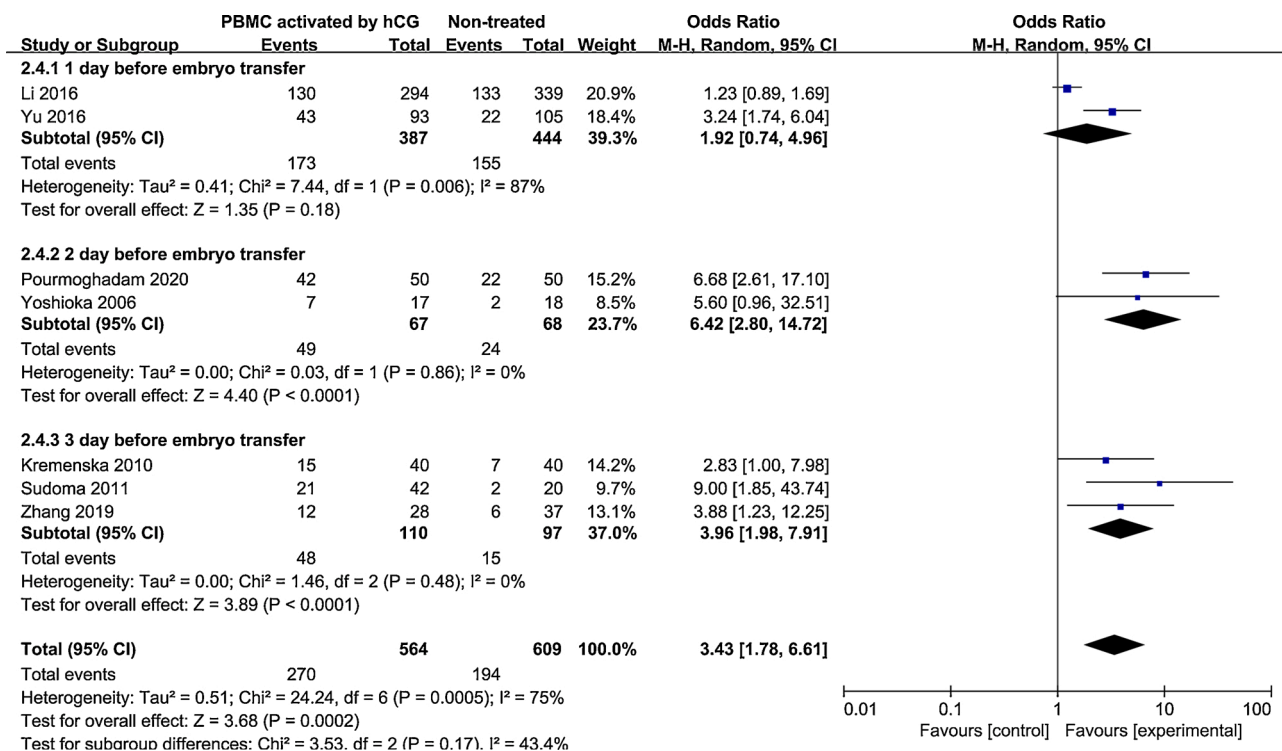 PBMC activated by hCG Non-treated Odds Ratio Odds Ratio
Study or Subgroup Events Total Events Total Weight M-H, Random, 95% CI M-H, Random, 95% CI
2.4.1 1 day before embryo transfer
Li 2016 130 294 133 339 20.9% 1.23 [0.89, 1.69]
Yu 2016 43 93 22 105 18.4% 3.24 [1.74, 6.04]
Subtotal (95% CI) 387 444 39.3% 1.92 [0.74, 4.96]
Total events 173 155
Heterogeneity: Tau² = 0.41; Chi² = 7.44, df = 1 (P = 0.006); I² = 87%
Test for overall effect: Z = 1.35 (P = 0.18)
2.4.2 2 day before embryo transfer
Pourmoghadam 2020 42 50 22 50 15.2% 6.68 [2.61, 17.10]
Yoshioka 2006 7 17 2 18 8.5% 5.60 [0.96, 32.51]
Subtotal (95% CI) 67 68 23.7% 6.42 [2.80, 14.72]
Total events 49 24
Heterogeneity: Tau² = 0.00; Chi² = 0.03, df = 1 (P = 0.86); I² = 0%
Test for overall effect: Z = 4.40 (P < 0.0001)
2.4.3 3 day before embryo transfer
Kremenska 2010 15 40 7 40 14.2% 2.83 [1.00, 7.98]
Sudoma 2011 21 42 2 20 9.7% 9.00 [1.85, 43.74]
Zhang 2019 12 28 6 37 13.1% 3.88 [1.23, 12.25]
Subtotal (95% CI) 110 97 37.0% 3.96 [1.98, 7.91]
Total events 48 15
Heterogeneity: Tau² = 0.00; Chi² = 1.46, df = 2 (P = 0.48); I² = 0%
Test for overall effect: Z = 3.89 (P < 0.0001)
Total (95% CI) 564 609 100.0% 3.43 [1.78, 6.61]
Total events 270 194
Heterogeneity: Tau² = 0.51; Chi² = 24.24, df = 6 (P = 0.0005); I² = 75%
Test for overall effect: Z = 3.68 (P = 0.0002)
Test for subgroup differences: Chi² = 3.53, df = 2 (P = 0.17), I² = 43.4%
0.01 0.1 1 10 100
Favours [control] Favours [experimental]